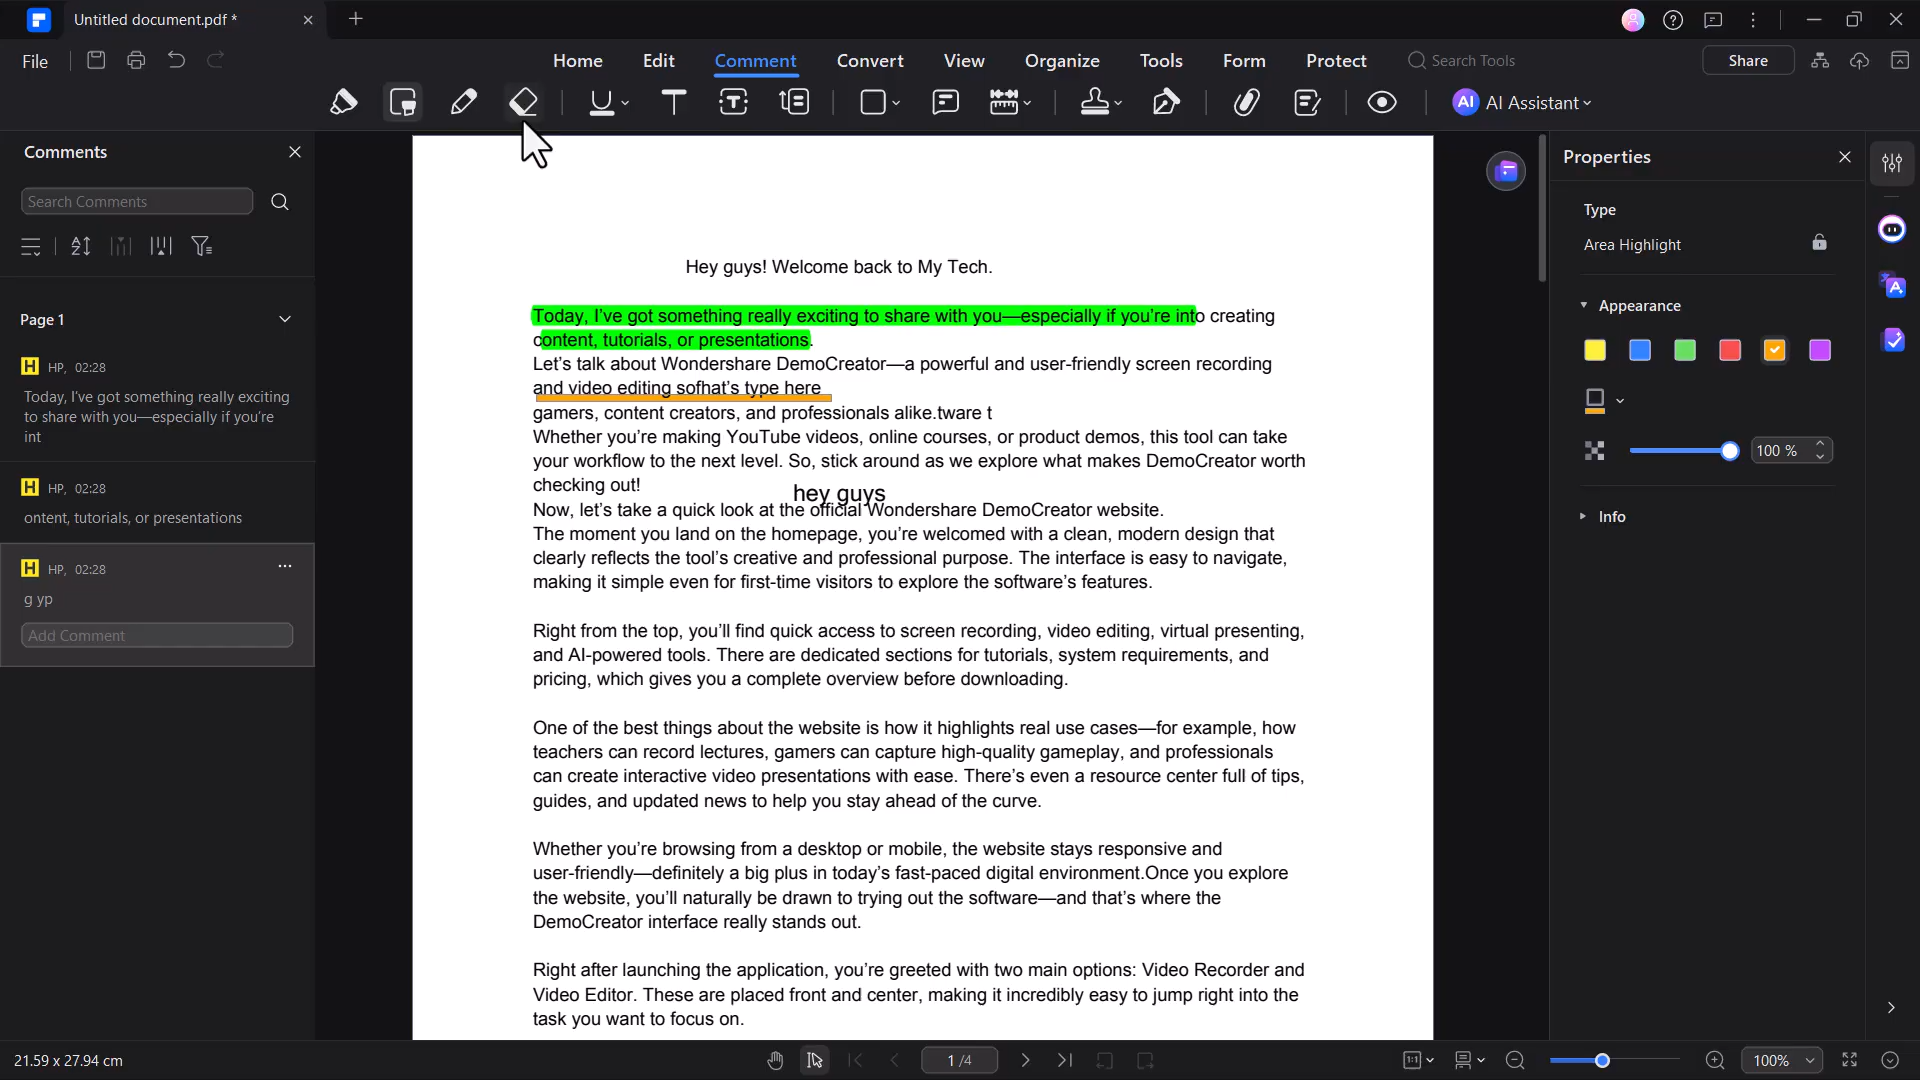 Untitled document.pdf *
File
Home
Edit
Comment
Convert
View
Organize
Tools
Form
Protect
Search Tools
Share
AI Assistant
Comments
Search Comments
Page 1
HP, 02:28
Today, I've got something really exciting
to share with you—especially if you're
int
HP, 02:28
ontent, tutorials, or presentations
HP, 02:28
g yp
Add Comment
Hey guys! Welcome back to My Tech.
Today, I've got something really exciting to share with you—especially if you're into creating
content, tutorials, or presentations.
Let's talk about Wondershare DemoCreator—a powerful and user-friendly screen recording
and video editing sofhat's type here
gamers, content creators, and professionals alike.tware t
Whether you're making YouTube videos, online courses, or product demos, this tool can take
your workflow to the next level. So, stick around as we explore what makes DemoCreator worth
checking out!
hey guys
Now, let's take a quick look at the official Wondershare DemoCreator website.
The moment you land on the homepage, you're welcomed with a clean, modern design that
clearly reflects the tool's creative and professional purpose. The interface is easy to navigate,
making it simple even for first-time visitors to explore the software's features.
Right from the top, you'll find quick access to screen recording, video editing, virtual presenting,
and AI-powered tools. There are dedicated sections for tutorials, system requirements, and
pricing, which gives you a complete overview before downloading.
One of the best things about the website is how it highlights real use cases—for example, how
teachers can record lectures, gamers can capture high-quality gameplay, and professionals
can create interactive video presentations with ease. There's even a resource center full of tips,
guides, and updated news to help you stay ahead of the curve.
Whether you're browsing from a desktop or mobile, the website stays responsive and
user-friendly—definitely a big plus in today's fast-paced digital environment.Once you explore
the website, you'll naturally be drawn to trying out the software—and that's where the
DemoCreator interface really stands out.
Right after launching the application, you're greeted with two main options: Video Recorder and
Video Editor. These are placed front and center, making it incredibly easy to jump right into the
task you want to focus on.
Properties
Type
Area Highlight
Appearance
100 %
Info
21.59 x 27.94 cm
1 /4
100%